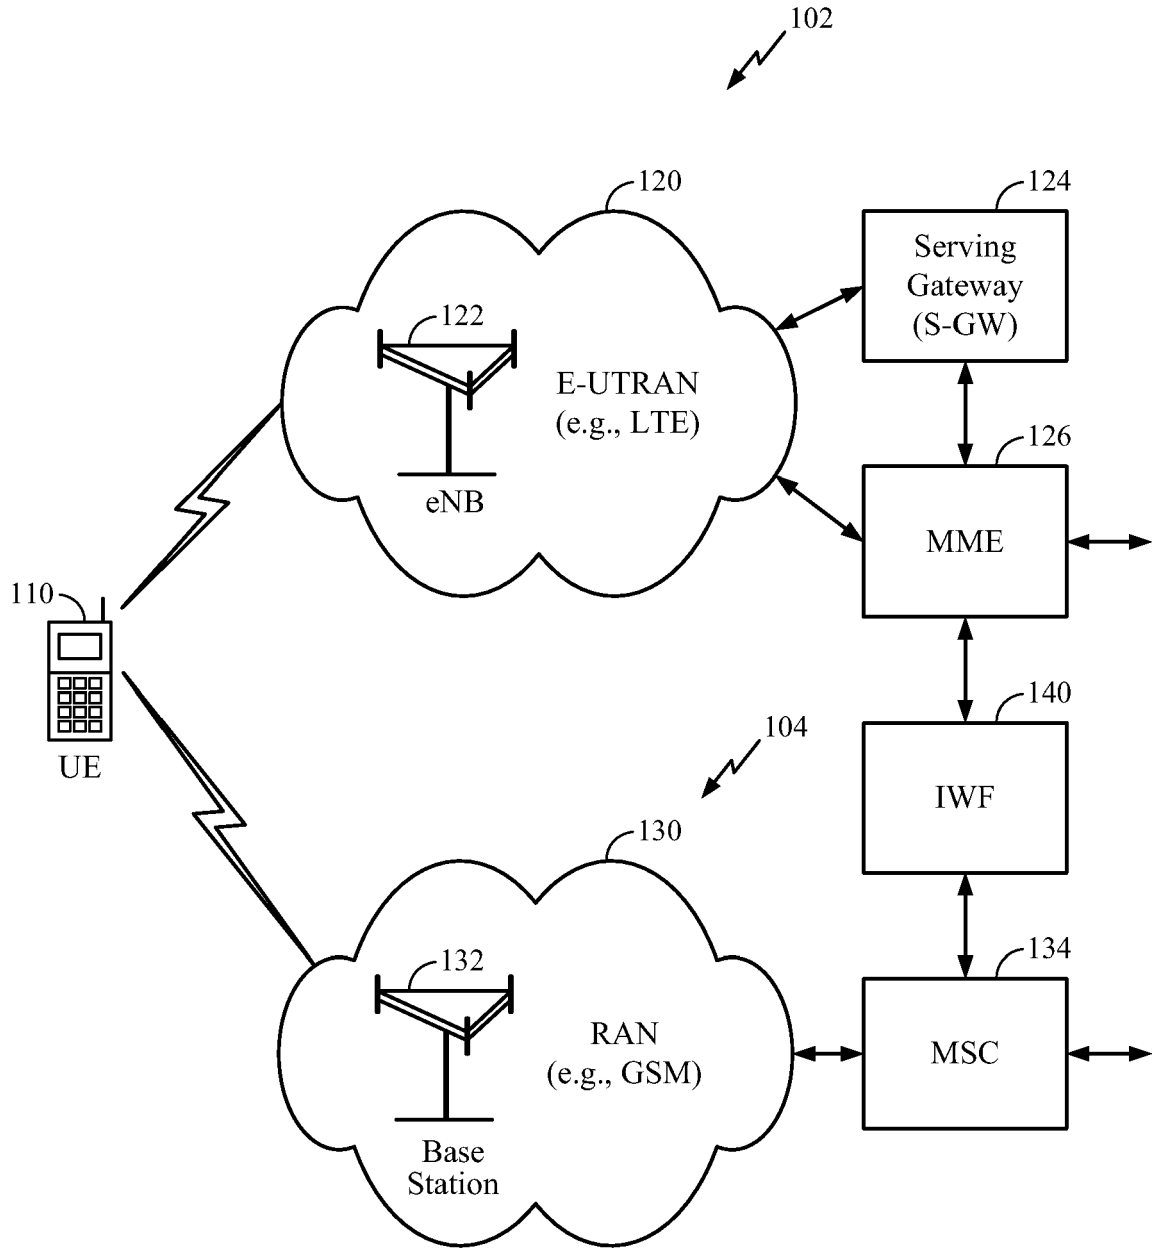 102
120
124
Serving
Gateway
(S-GW)
122
E-UTRAN
(e.g., LTE)
eNB
126
MME
110
UE
140
IWF
104
130
132
RAN
(e.g., GSM)
Base
Station
134
MSC